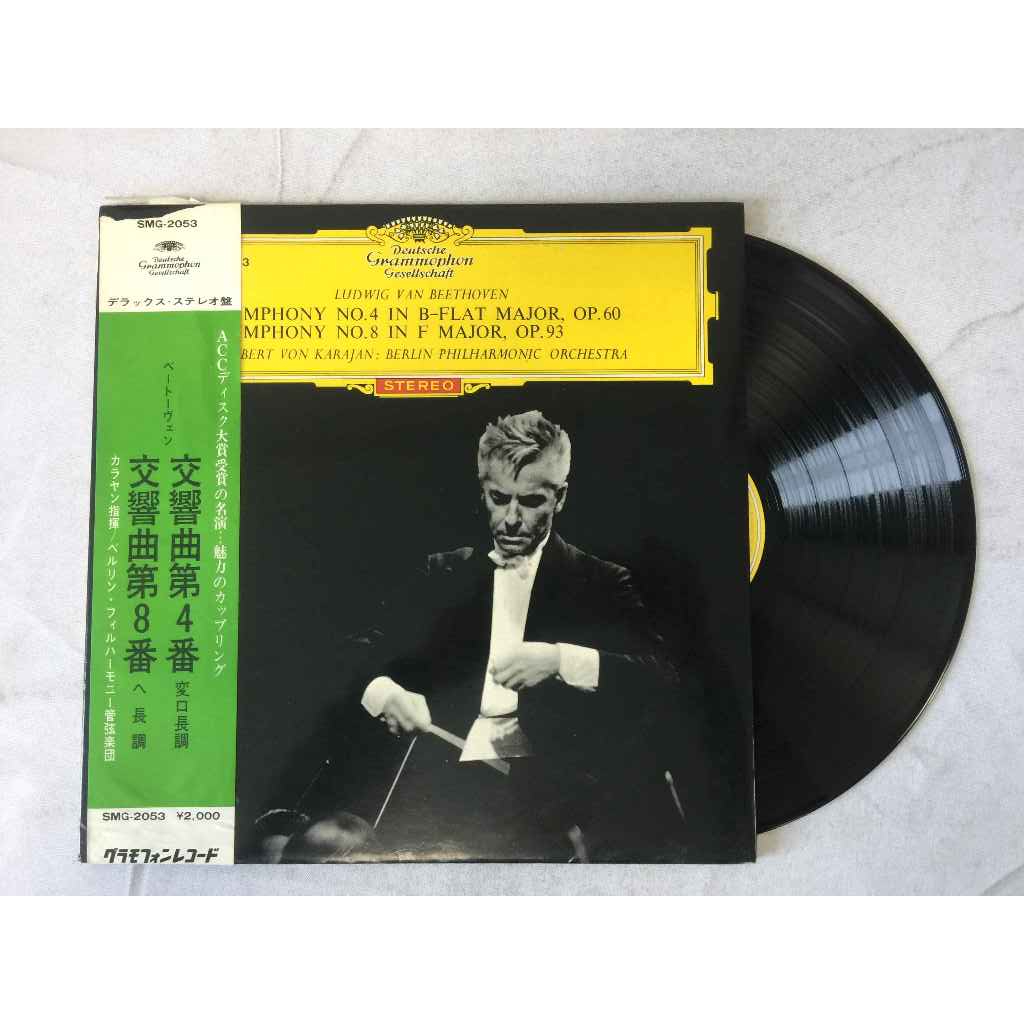 SMG-2053
Deutsche
Grammophon
Gesellschaft
デラックス・ステレオ盤
ACCディスク大賞受賞の名演…魅力のカップリング
ベートーヴェン
交響曲第4番 変ロ長調
交響曲第8番 ヘ長調
カラヤン指揮/ベルリン・フィルハーモニー管弦楽団
SMG-2053 ¥2,000
グラモフォンレコード
3
Deutsche
Grammophon
Gesellschaft
LUDWIG VAN BEETHOVEN
MPHONY NO.4 IN B-FLAT MAJOR, OP.60
MPHONY NO.8 IN F MAJOR, OP.93
BERT VON KARAJAN: BERLIN PHILHARMONIC ORCHESTRA
STEREO